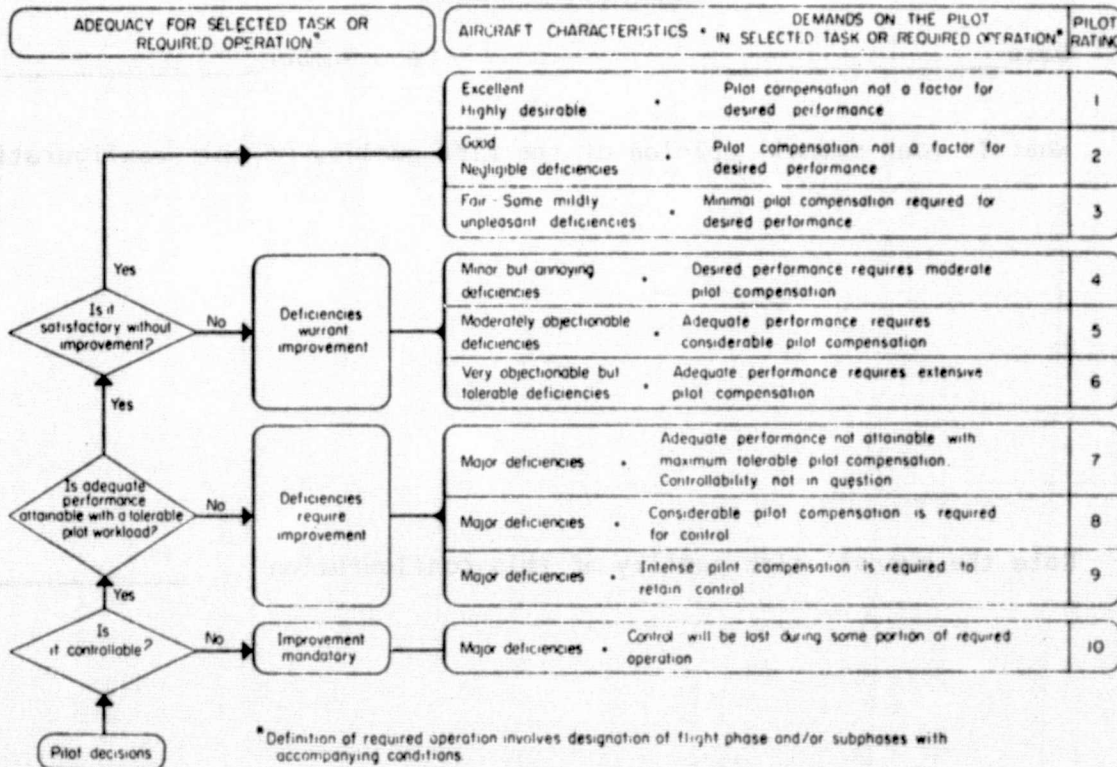 ADEQUACY FOR SELECTED TASK OR
REQUIRED OPERATION*
AIRCRAFT CHARACTERISTICS •
DEMANDS ON THE PILOT
IN SELECTED TASK OR REQUIRED OPERATION*
PILOT
RATING
Excellent
Highly desirable
• Pilot compensation not a factor for
desired performance
1
Good
Negligible deficiencies
• Pilot compensation not a factor for
desired performance
2
Fair - Some mildly
unpleasant deficiencies
• Minimal pilot compensation required for
desired performance
3
Yes
Is it
satisfactory without
improvement?
No
Deficiencies
warrant
improvement
Minor but annoying
deficiencies
• Desired performance requires moderate
pilot compensation
4
Moderately objectionable
deficiencies
• Adequate performance requires
considerable pilot compensation
5
Very objectionable but
tolerable deficiencies
• Adequate performance requires extensive
pilot compensation
6
Yes
Is adequate
performance
attainable with a tolerable
pilot workload?
No
Deficiencies
require
improvement
Major deficiencies •
Adequate performance not attainable with
maximum tolerable pilot compensation.
Controllability not in question
7
Major deficiencies •
Considerable pilot compensation is required
for control
8
Major deficiencies •
Intense pilot compensation is required to
retain control
9
Yes
Is
it controllable?
No
Improvement
mandatory
Major deficiencies •
Control will be lost during some portion of required
operation
10
Pilot decisions
*Definition of required operation involves designation of flight phase and/or subphases with
accompanying conditions.